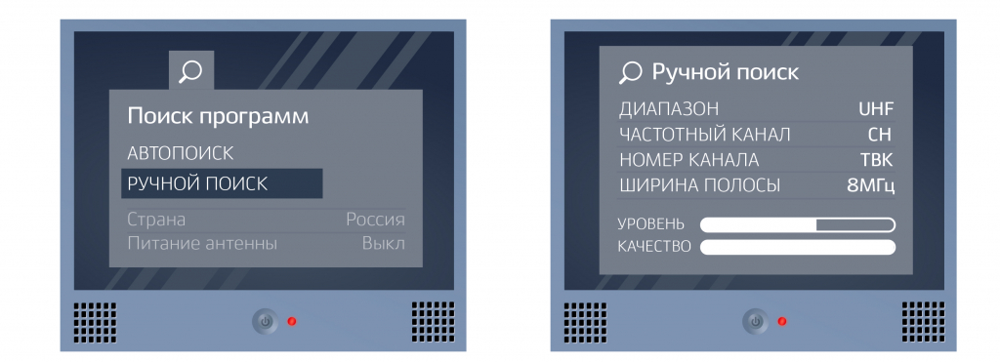 Поиск программ
АВТОПОИСК
РУЧНОЙ ПОИСК
Страна Россия
Питание антенны Выкл
Ручной поиск
ДИАПАЗОН UHF
ЧАСТОТНЫЙ КАНАЛ CH
НОМЕР КАНАЛА ТВК
ШИРИНА ПОЛОСЫ 8МГц
УРОВЕНЬ
КАЧЕСТВО